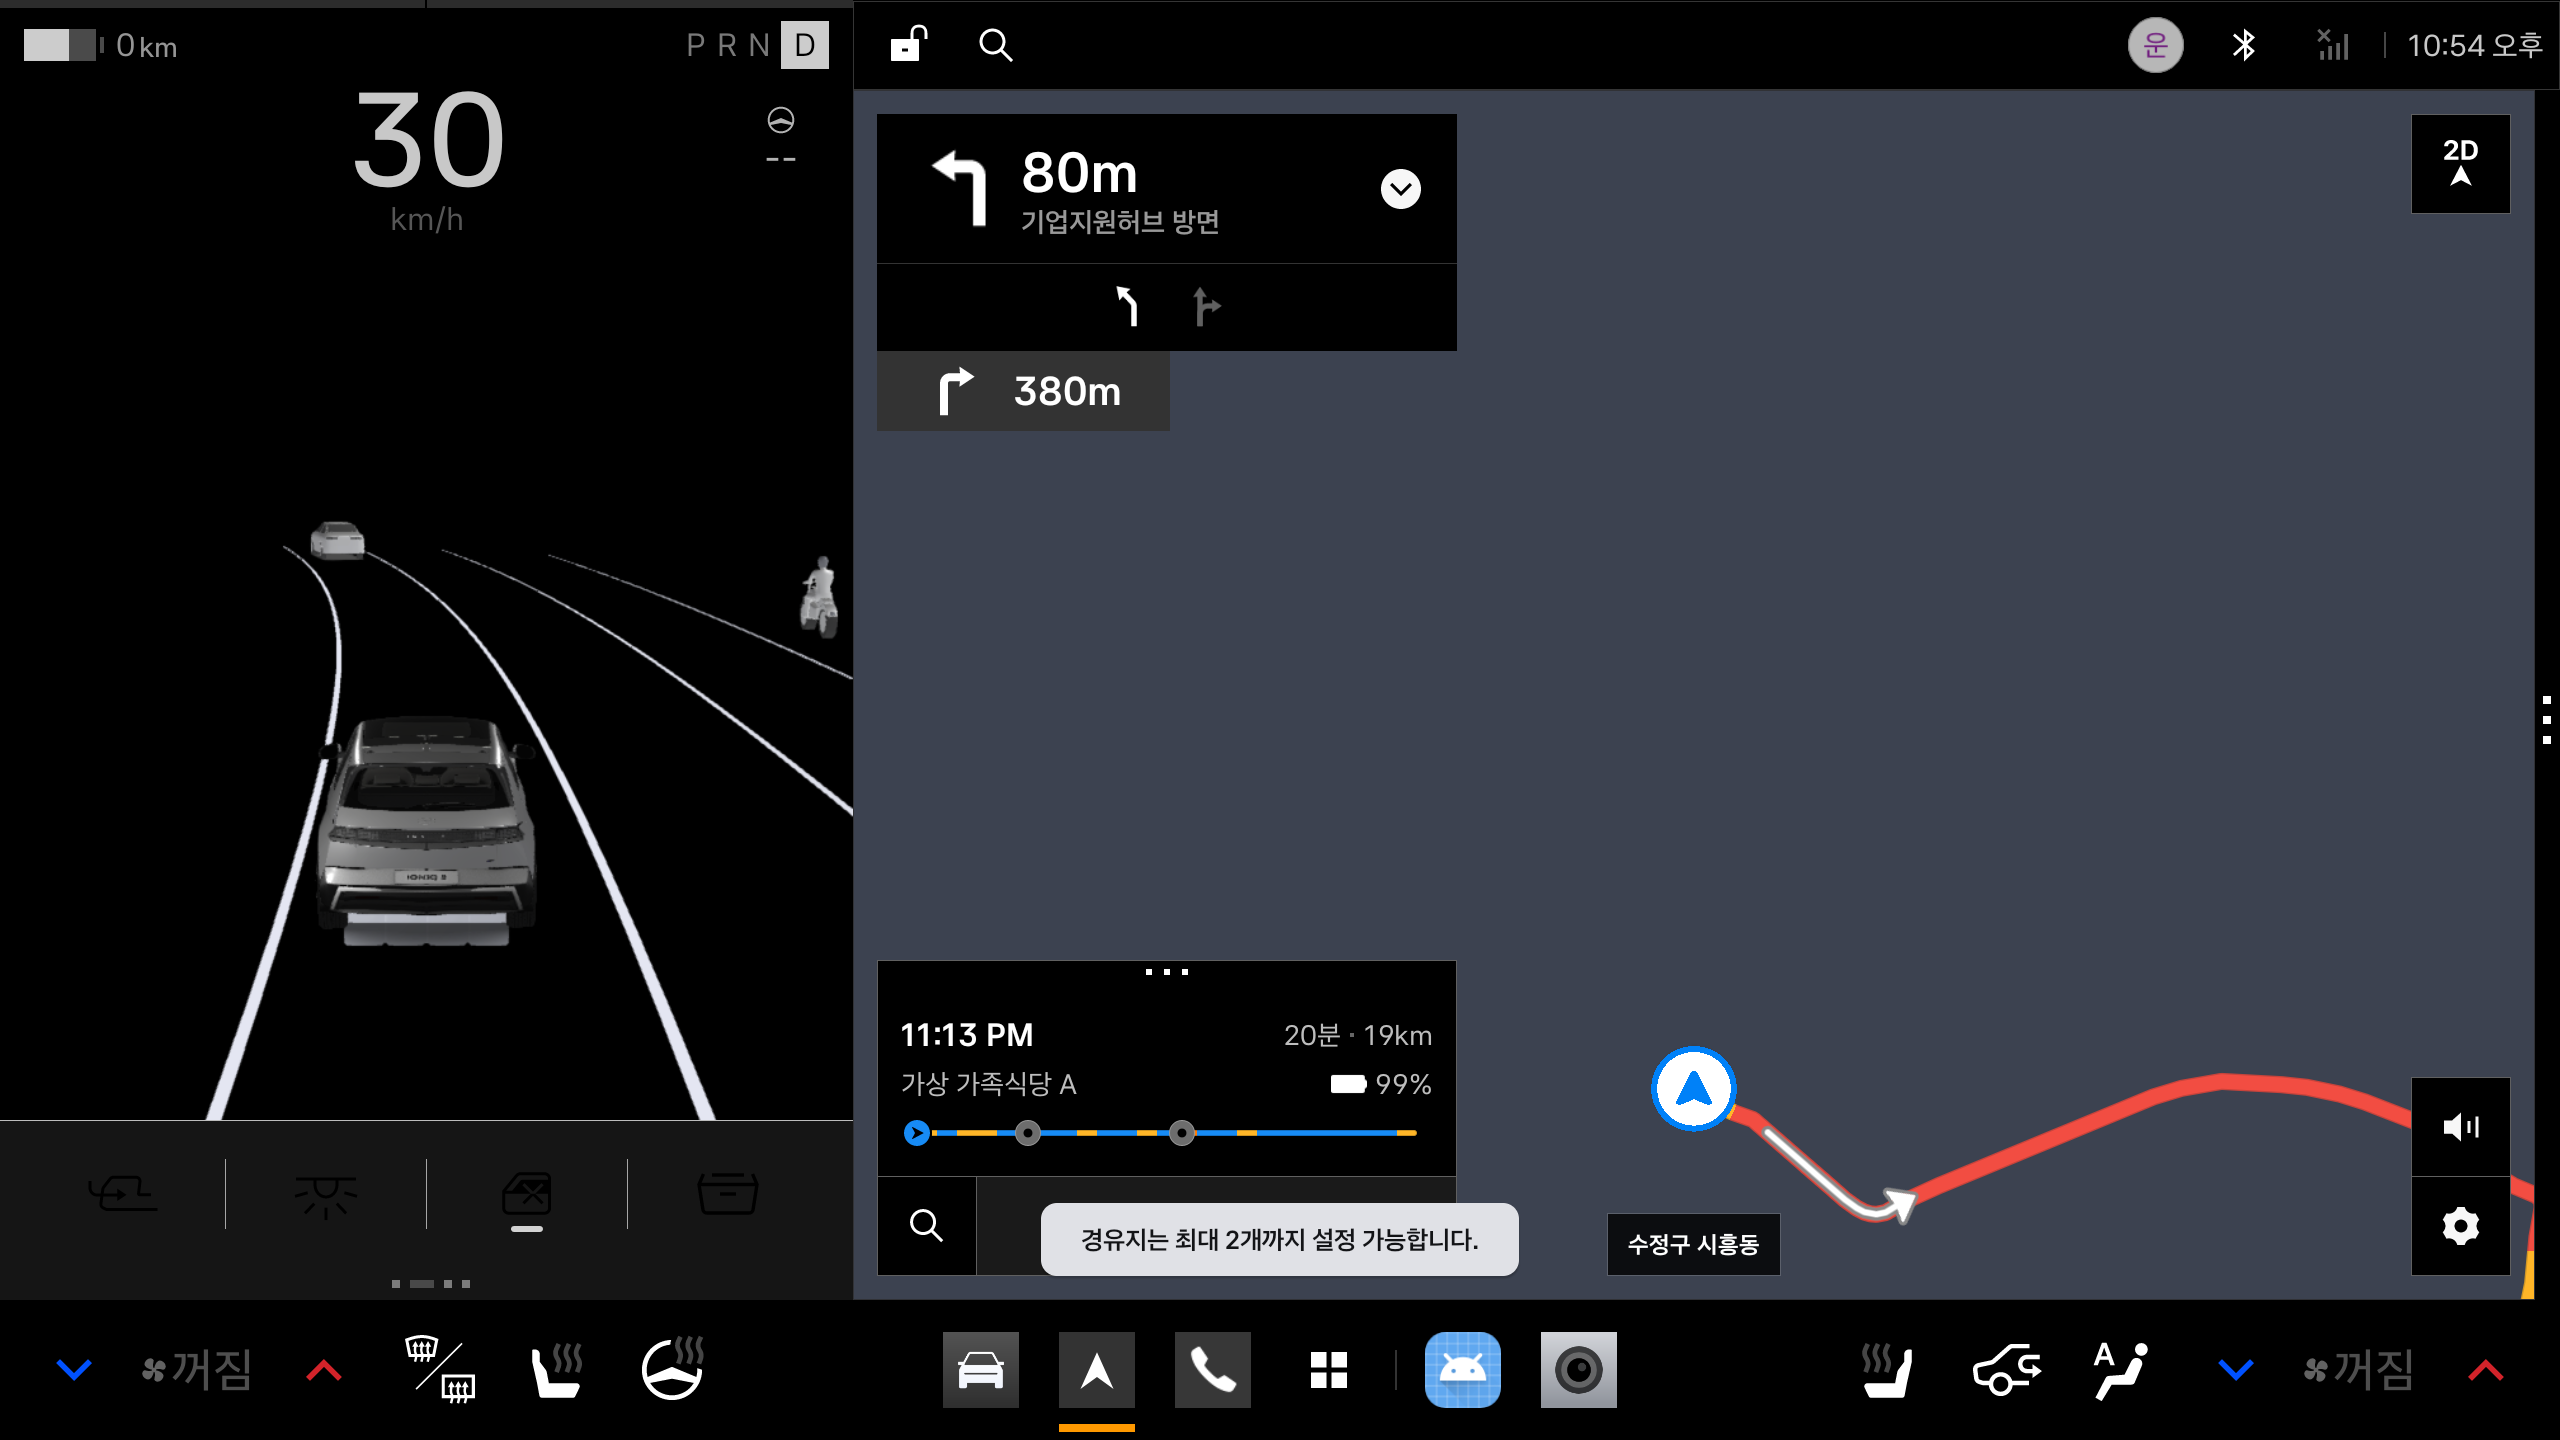 0 km
P R N D
30
km/h
--
운
10:54 오후
80m
기업지원허브 방면
380m
2D
11:13 PM
20분 · 19km
가상 가족식당 A
99%
경유지는 최대 2개까지 설정 가능합니다.
수정구 시흥동
꺼짐
A
꺼짐